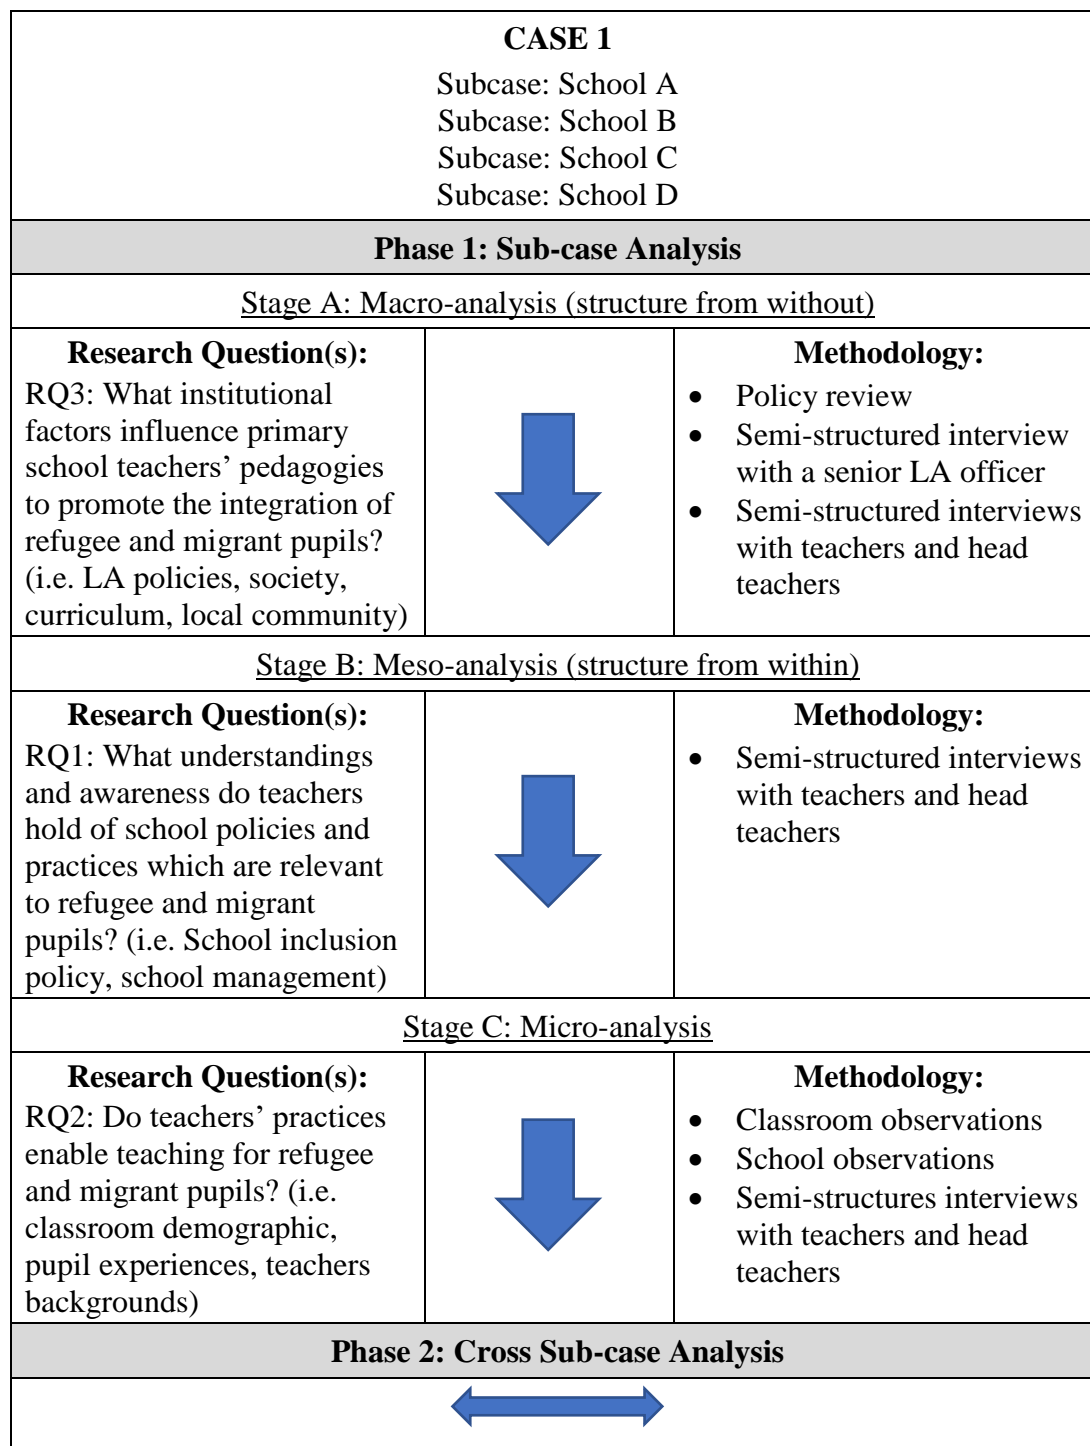 CASE 1
Subcase: School A
Subcase: School B
Subcase: School C
Subcase: School D
Phase 1: Sub-case Analysis
Stage A: Macro-analysis (structure from without)
Research Question(s):
RQ3: What institutional
factors influence primary
school teachers’ pedagogies
to promote the integration of
refugee and migrant pupils?
(i.e. LA policies, society,
curriculum, local community)
Methodology:
• Policy review
• Semi-structured interview
with a senior LA officer
• Semi-structured interviews
with teachers and head
teachers
Stage B: Meso-analysis (structure from within)
Research Question(s):
RQ1: What understandings
and awareness do teachers
hold of school policies and
practices which are relevant
to refugee and migrant
pupils? (i.e. School inclusion
policy, school management)
Methodology:
• Semi-structured interviews
with teachers and head
teachers
Stage C: Micro-analysis
Research Question(s):
RQ2: Do teachers’ practices
enable teaching for refugee
and migrant pupils? (i.e.
classroom demographic,
pupil experiences, teachers
backgrounds)
Methodology:
• Classroom observations
• School observations
• Semi-structures interviews
with teachers and head
teachers
Phase 2: Cross Sub-case Analysis